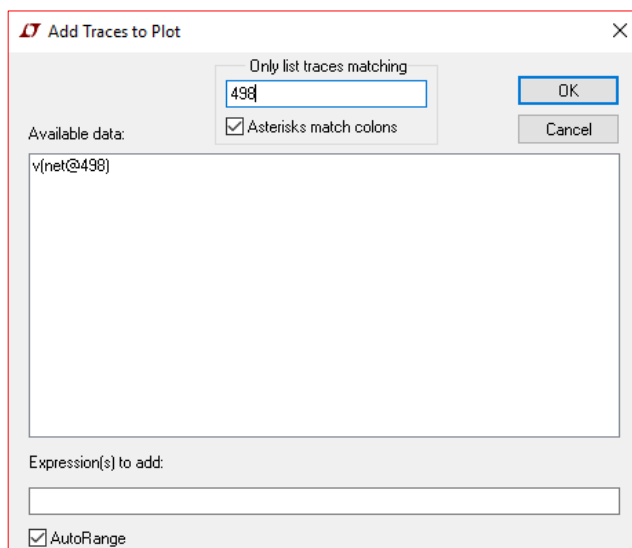 Add Traces to Plot
Only list traces matching
498
OK
Asterisks match colons
Cancel
Available data:
v(net@498)
Expression(s) to add:
AutoRange